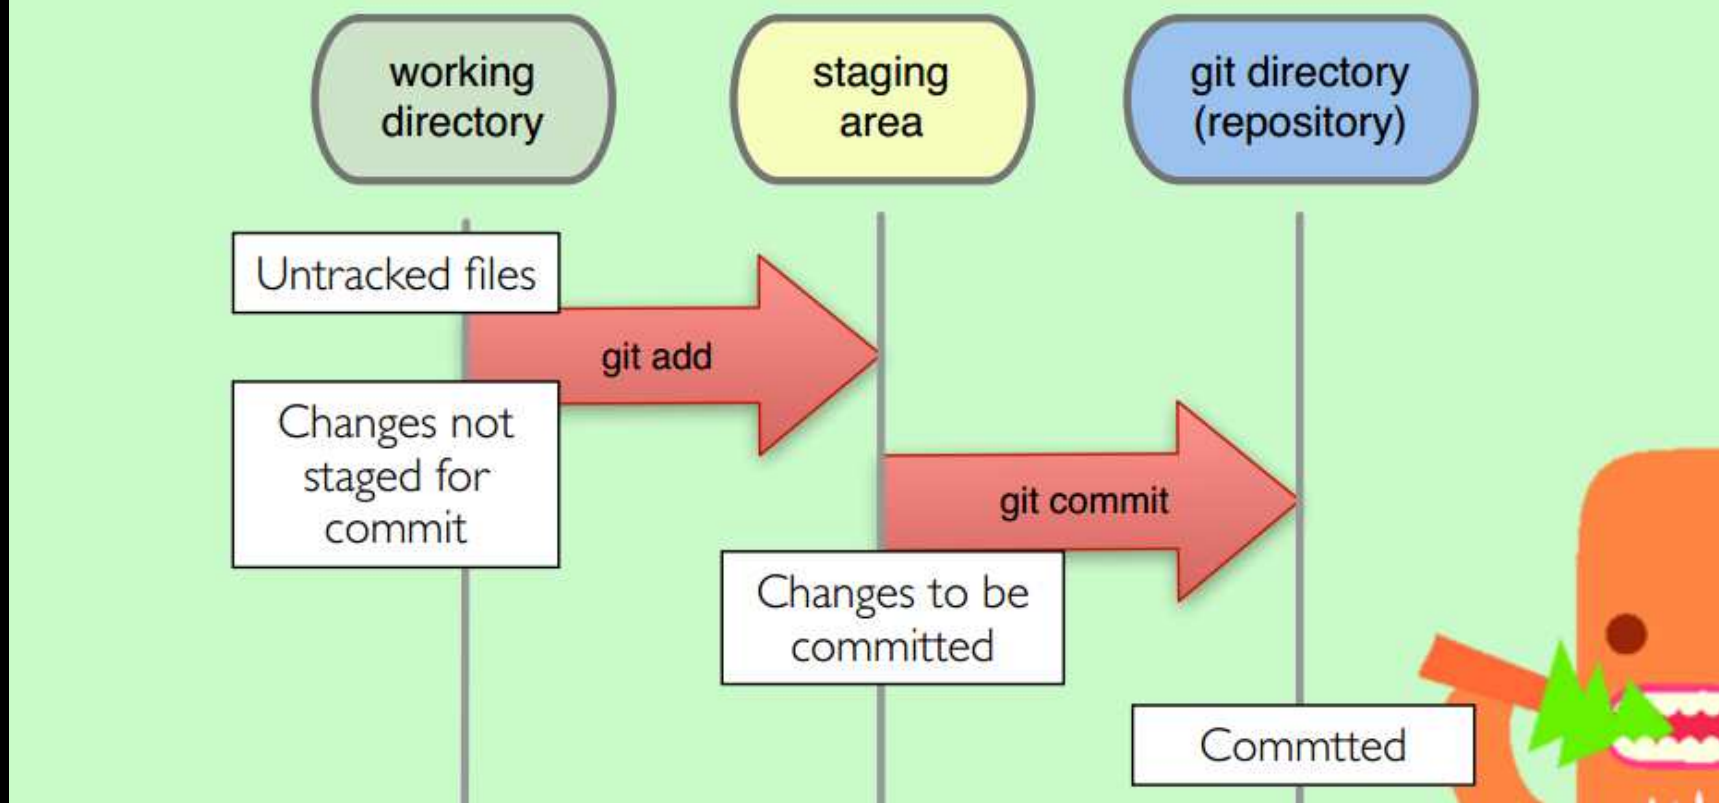 working
directory
staging
area
git directory
(repository)
Untracked files
git add
Changes not
staged for
commit
git commit
Changes to be
committed
Commtted